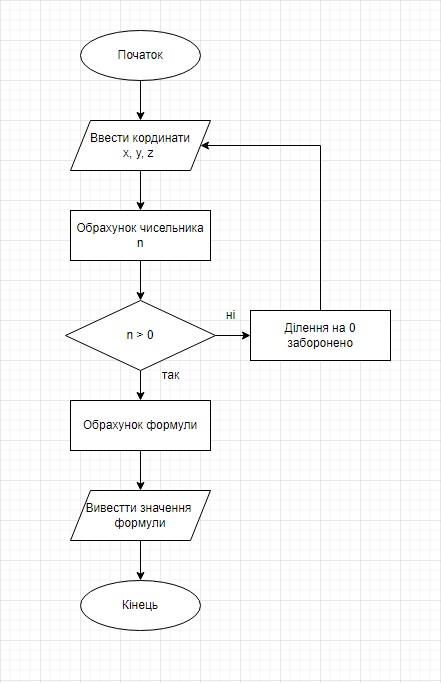 Початок
Ввести кординати
x, y, z
Обрахунок чисельника
n
n > 0
ні
Ділення на 0
заборонено
так
Обрахунок формули
Вивестти значення
формули
Кінець